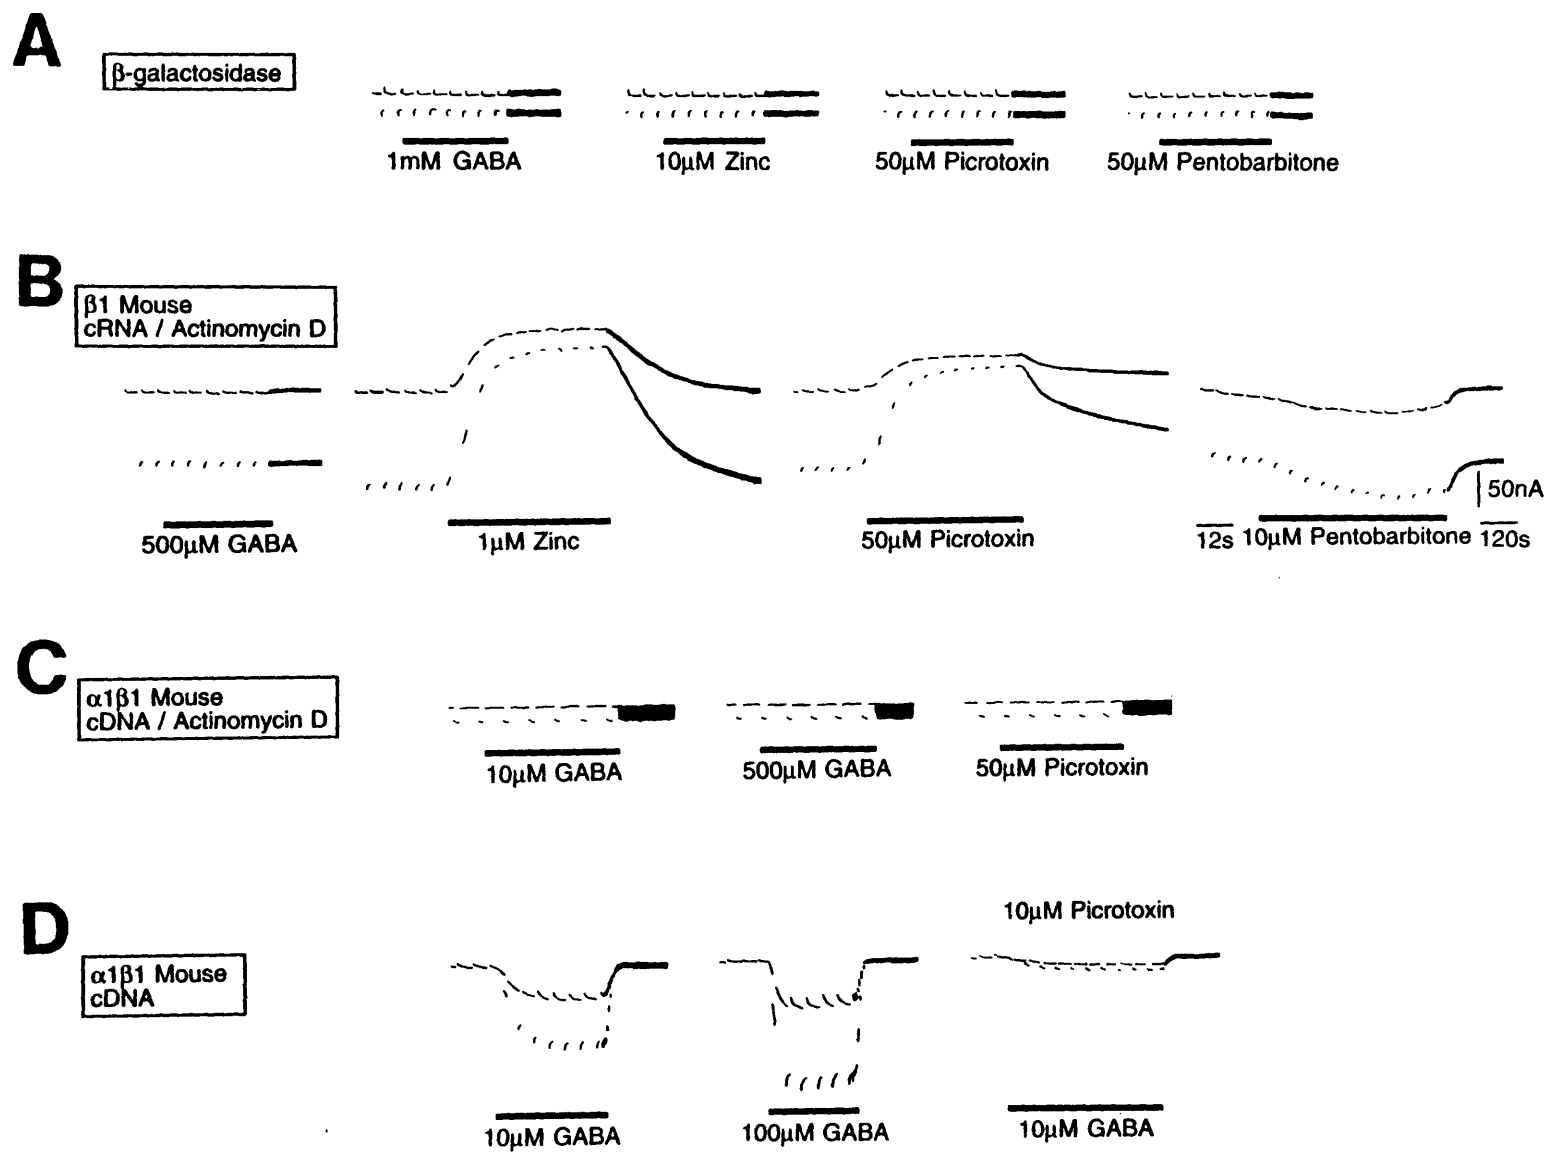 A
β-galactosidase
1mM GABA
10μM Zinc
50μM Picrotoxin
50μM Pentobarbitone
B
β1 Mouse
cRNA / Actinomycin D
500μM GABA
1μM Zinc
50μM Picrotoxin
12s
10μM Pentobarbitone
120s
50nA
C
α1β1 Mouse
cDNA / Actinomycin D
10μM GABA
500μM GABA
50μM Picrotoxin
D
α1β1 Mouse
cDNA
10μM Picrotoxin
10μM GABA
100μM GABA
10μM GABA